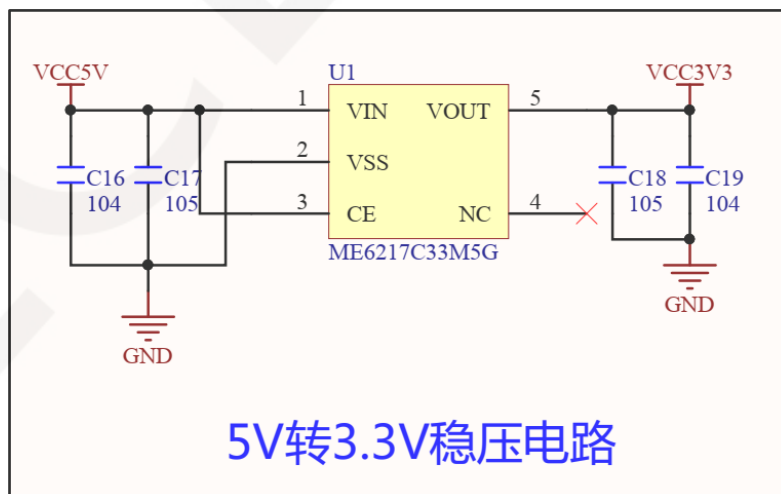 VCC5V
U1
VCC3V3
1
VIN
VOUT
5
2
VSS
C16
104
C17
105
C18
105
C19
104
3
CE
NC
4
ME6217C33M5G
GND
GND
5V转3.3V稳压电路